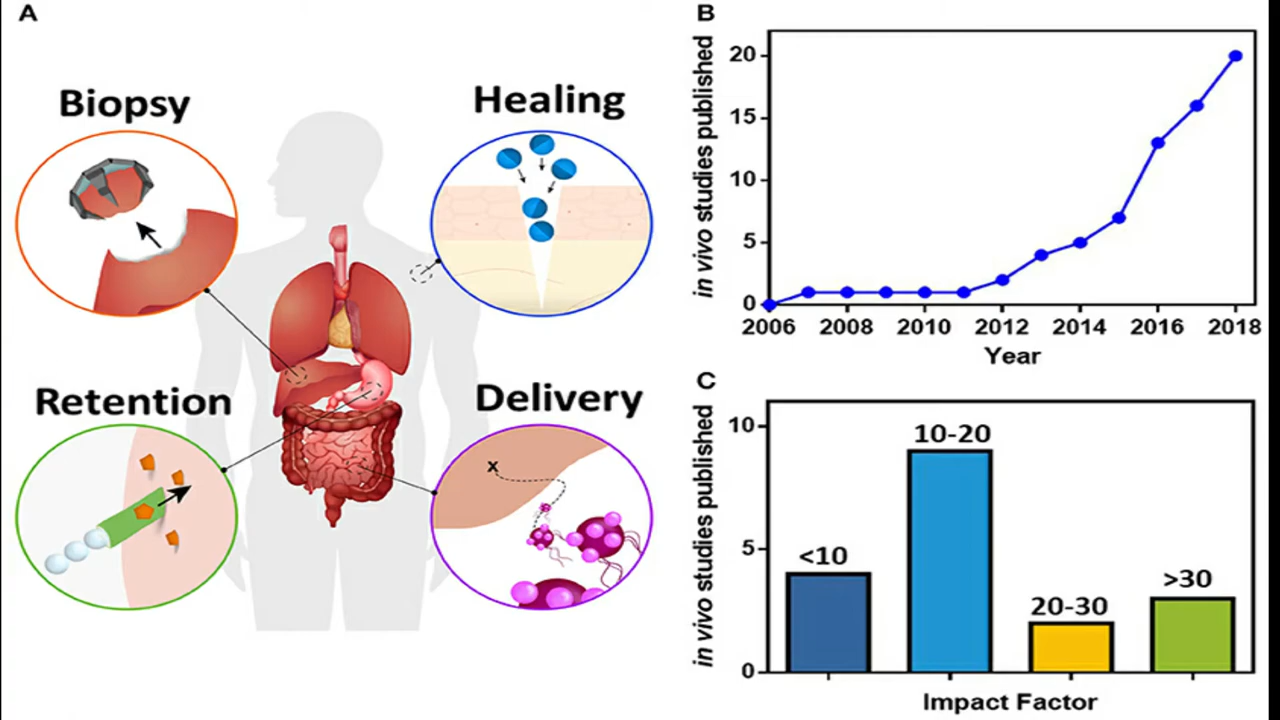 A
Biopsy
Healing
Retention
Delivery
x
B
in vivo studies published
20
15
10
5
0
2006 2008 2010 2012 2014 2016 2018
Year
C
in vivo studies published
10
5
0
<10
10-20
20-30
>30
Impact Factor